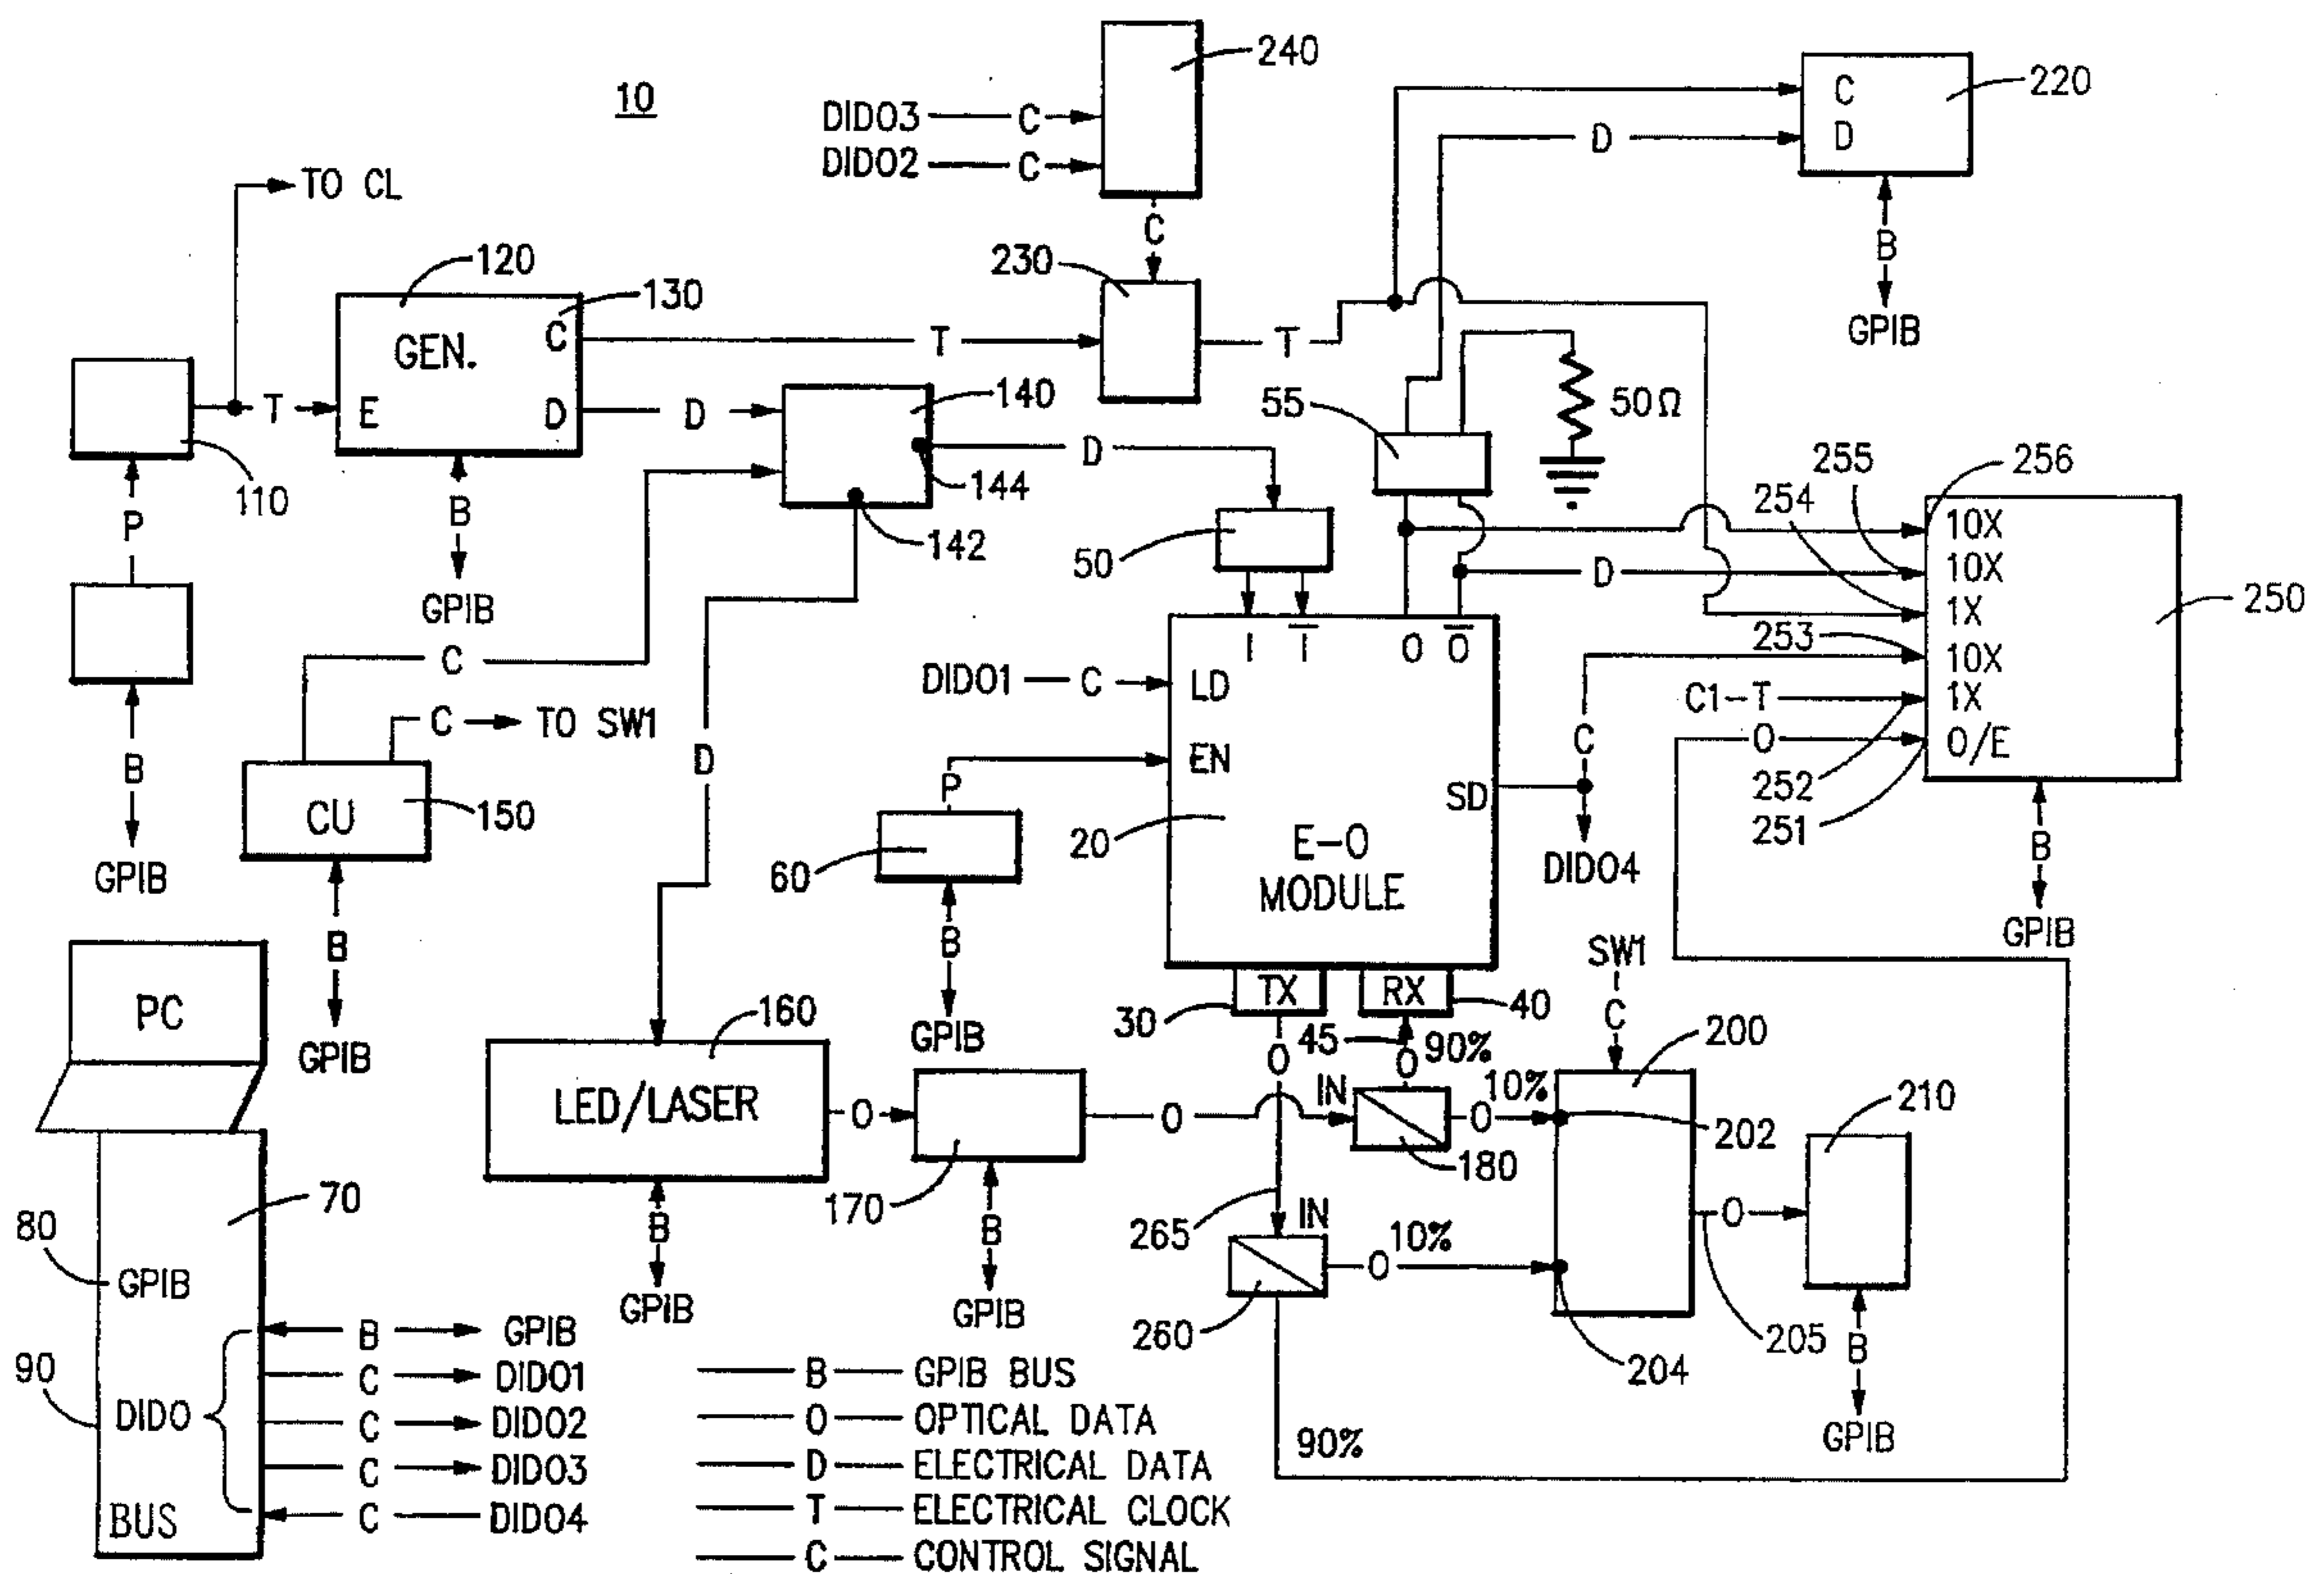 10
240
DIDO3 C
DIDO2 C
C
220
C
D
D
B
GPIB
TO CL
120
130
GEN.
C
E
D
T
110
P
B
GPIB
B
GPIB
T
230
T
D
140
144
142
D
50
55
50Ω
C
C TO SW1
CU
150
B
GPIB
D
256
255
254
253
252
251
250
10X
10X
1X
10X
1X
O/E
D
C1-T
O
B
GPIB
I
I
O
O
DIDO1 C
LD
EN
SD
20
E-O
MODULE
C
DIDO4
P
60
B
GPIB
TX
RX
30
40
45
90%
O
O
SW1
C
PC
70
80
GPIB
90
DIDO
BUS
B GPIB
C DIDO1
C DIDO2
C DIDO3
C DIDO4
160
LED/LASER
B
GPIB
O
170
B
GPIB
O
IN
180
10%
O
200
202
204
205
O
210
B
GPIB
265
IN
260
10%
O
90%
B GPIB BUS
O OPTICAL DATA
D ELECTRICAL DATA
T ELECTRICAL CLOCK
C CONTROL SIGNAL